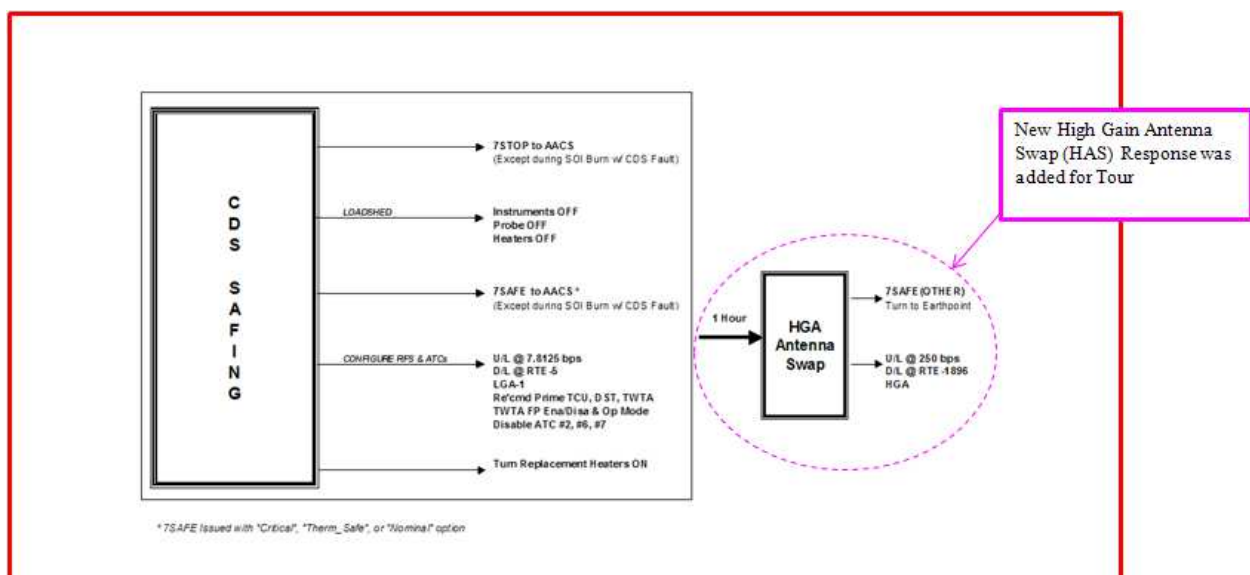 New High Gain Antenna
Swap (HAS) Response was
added for Tour
CDS SAFING
7STOP to AACS
(Except during SOI Burn w/ CDS Fault)
LOADSHED
Instruments OFF
Probe OFF
Heaters OFF
7SAFE to AACS *
(Except during SOI Burn w/ CDS Fault)
CONFIGURE RFS & ATCs
U/L @ 7.8125 bps
D/L @ RTE-5
LGA-1
Re'cmd Prime TCU, DST, TWTA
TWTA FP Ena/Disa & Op Mode
Disable ATC #2, #6, #7
Turn Replacement Heaters ON
1 Hour
HGA
Antenna
Swap
7SAFE (OTHER)
Turn to Earthpoint
U/L @ 250 bps
D/L @ RTE-1896
HGA
* 7SAFE Issued with "Critical", "Therm_Safe", or "Nominal" option